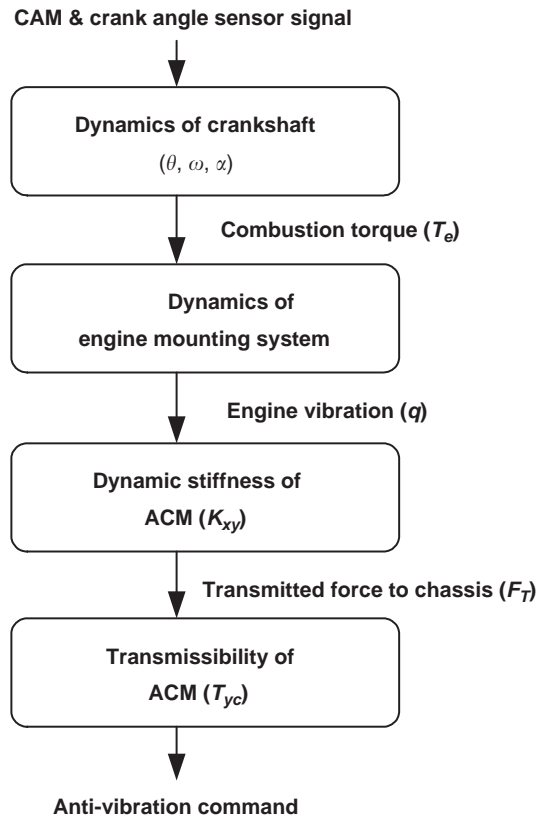 CAM & crank angle sensor signal
Dynamics of crankshaft
(θ, ω, α)
Combustion torque (Te)
Dynamics of
engine mounting system
Engine vibration (q)
Dynamic stiffness of
ACM (Kxy)
Transmitted force to chassis (FT)
Transmissibility of
ACM (Tyc)
Anti-vibration command